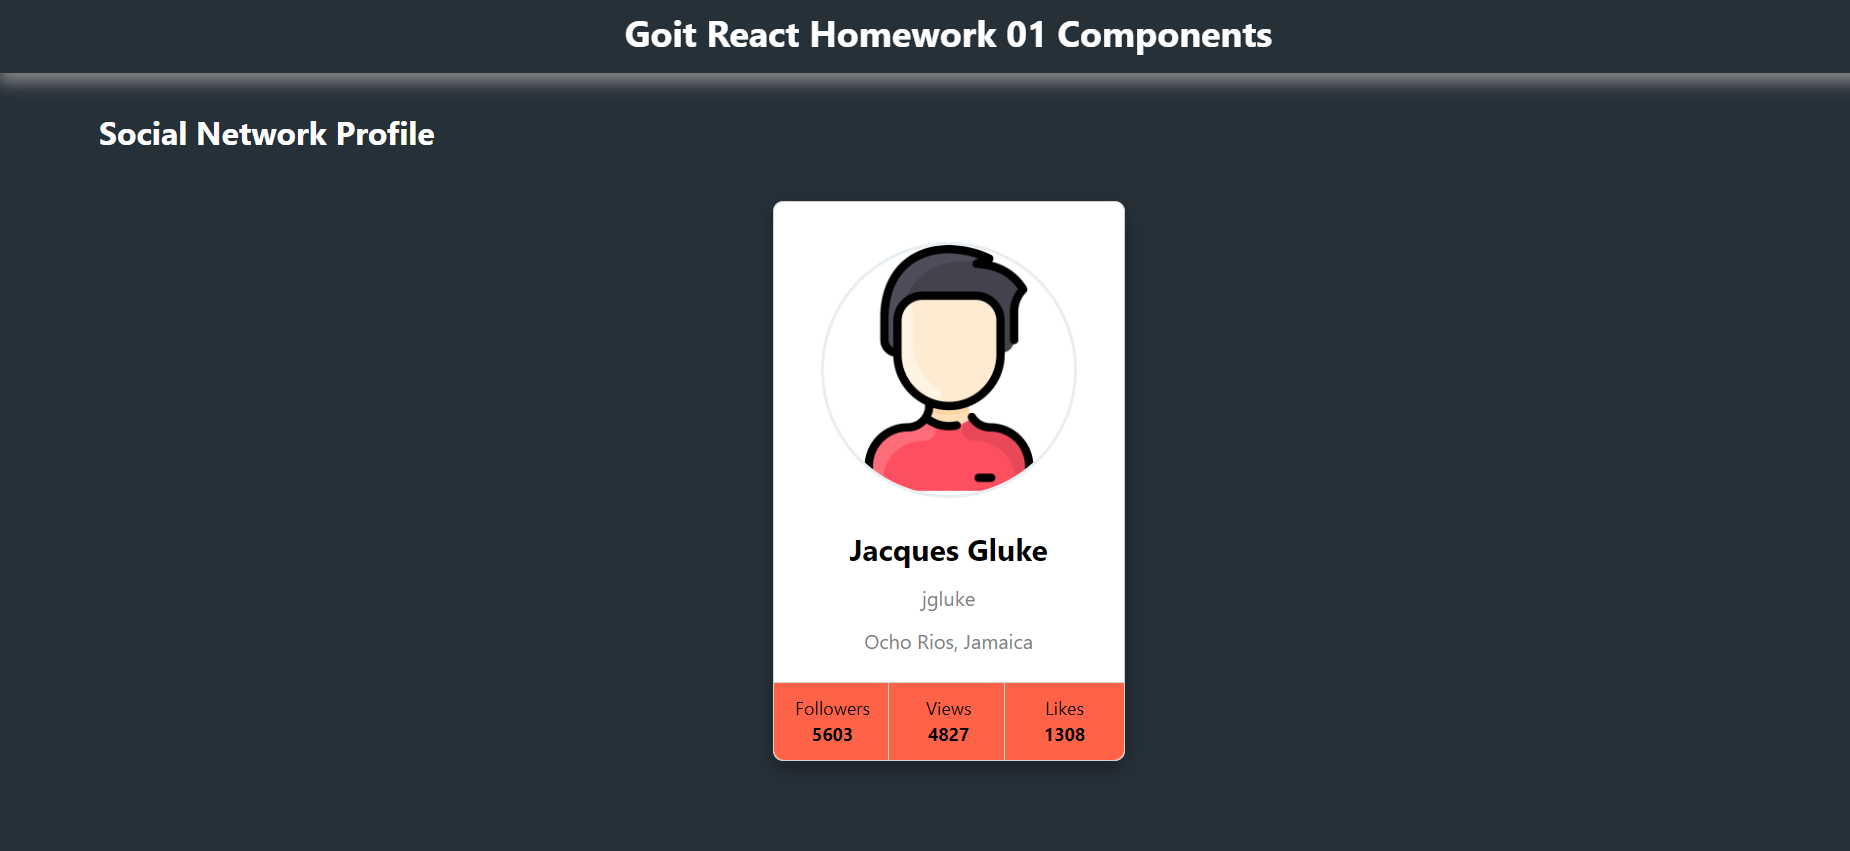 Goit React Homework 01 Components
Social Network Profile
Jacques Gluke
jgluke
Ocho Rios, Jamaica
Followers Views Likes
5603 4827 1308